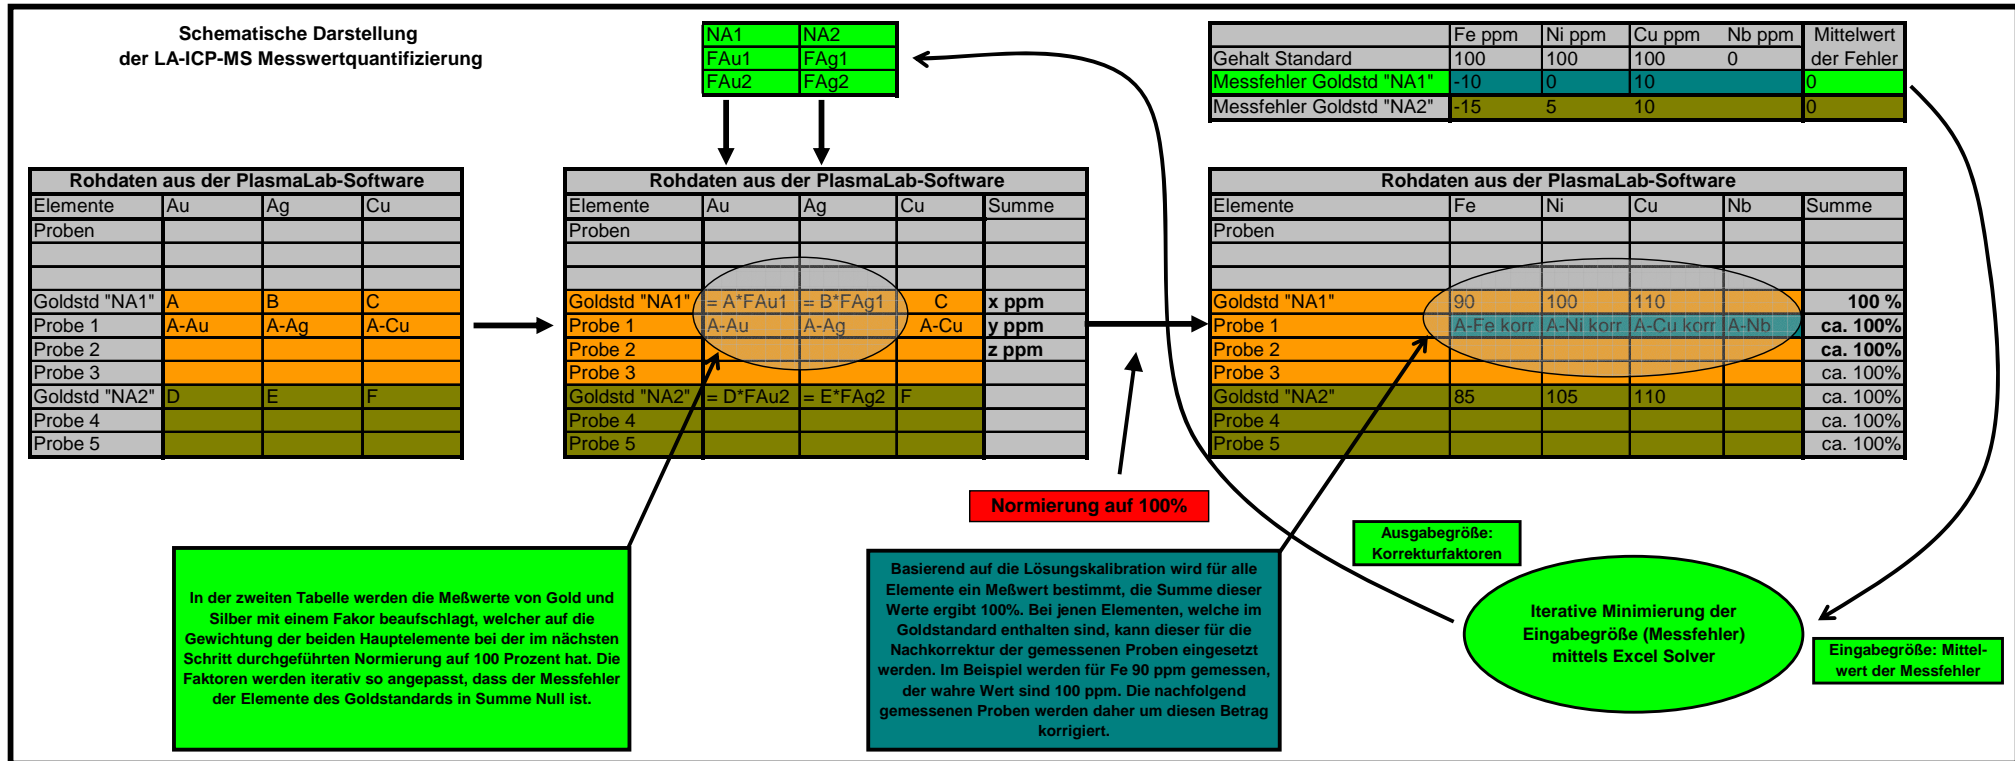 Schematische Darstellung
der LA-ICP-MS Messwertquantifizierung
NA1 NA2
FAu1 FAg1
FAu2 FAg2
Fe ppm Ni ppm Cu ppm Nb ppm Mittelwert
Gehalt Standard 100 100 100 0 der Fehler
Messfehler Goldstd "NA1" -10 0 10 0
Messfehler Goldstd "NA2" -15 5 10 0
Rohdaten aus der PlasmaLab-Software
Elemente Au Ag Cu
Proben
Goldstd "NA1" A B C
Probe 1 A-Au A-Ag A-Cu
Probe 2
Probe 3
Goldstd "NA2" D E F
Probe 4
Probe 5
Rohdaten aus der PlasmaLab-Software
Elemente Au Ag Cu Summe
Proben
Goldstd "NA1" = A*FAu1 = B*FAg1 C x ppm
Probe 1 A-Au A-Ag A-Cu y ppm
Probe 2 z ppm
Probe 3
Goldstd "NA2" = D*FAu2 = E*FAg2 F
Probe 4
Probe 5
Rohdaten aus der PlasmaLab-Software
Elemente Fe Ni Cu Nb Summe
Proben
Goldstd "NA1" 90 100 110 100 %
Probe 1 A-Fe korr A-Ni korr A-Cu korr A-Nb ca. 100%
Probe 2 ca. 100%
Probe 3 ca. 100%
Goldstd "NA2" 85 105 110 ca. 100%
Probe 4 ca. 100%
Probe 5 ca. 100%
Normierung auf 100%
In der zweiten Tabelle werden die Meßwerte von Gold und
Silber mit einem Fakor beaufschlagt, welcher auf die
Gewichtung der beiden Hauptelemente bei der im nächsten
Schritt durchgeführten Normierung auf 100 Prozent hat. Die
Faktoren werden iterativ so angepasst, dass der Messfehler
der Elemente des Goldstandards in Summe Null ist.
Basierend auf die Lösungskalibration wird für alle
Elemente ein Meßwert bestimmt, die Summe dieser
Werte ergibt 100%. Bei jenen Elementen, welche im
Goldstandard enthalten sind, kann dieser für die
Nachkorrektur der gemessenen Proben eingesetzt
werden. Im Beispiel werden für Fe 90 ppm gemessen,
der wahre Wert sind 100 ppm. Die nachfolgend
gemessenen Proben werden daher um diesen Betrag
korrigiert.
Ausgabegröße:
Korrekturfaktoren
Iterative Minimierung der
Eingabegröße (Messfehler)
mittels Excel Solver
Eingabegröße: Mittel-
wert der Messfehler